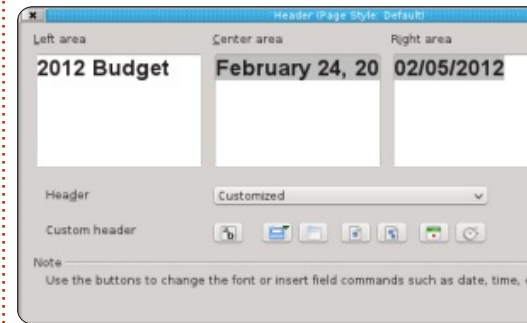 Header (Page Style: Default)
Left area Center area Right area
2012 Budget February 24, 20 02/05/2012
Header Customized
Custom header
Note
Use the buttons to change the font or insert field commands such as date, time,